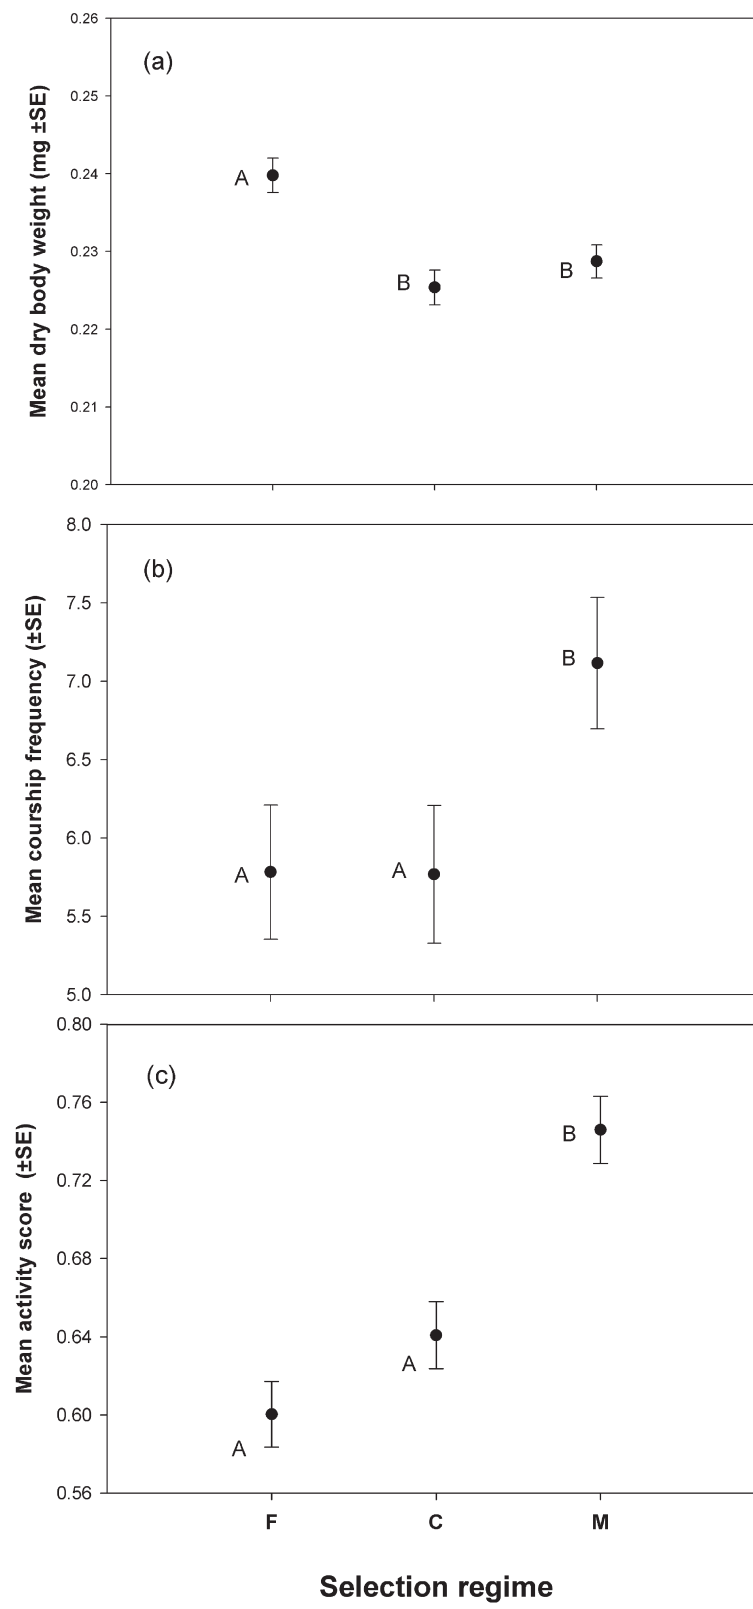 Mean dry body weight (mg ±SE)
0.26
(a)
0.25
0.24
A
0.23
B
B
0.22
0.21
0.20
Mean courship frequency (±SE)
8.0
(b)
7.5
B
7.0
6.5
6.0
A
A
5.5
5.0
Mean activity score (±SE)
0.80
(c)
0.76
B
0.72
0.68
0.64
A
0.60
A
0.56
F C M
Selection regime